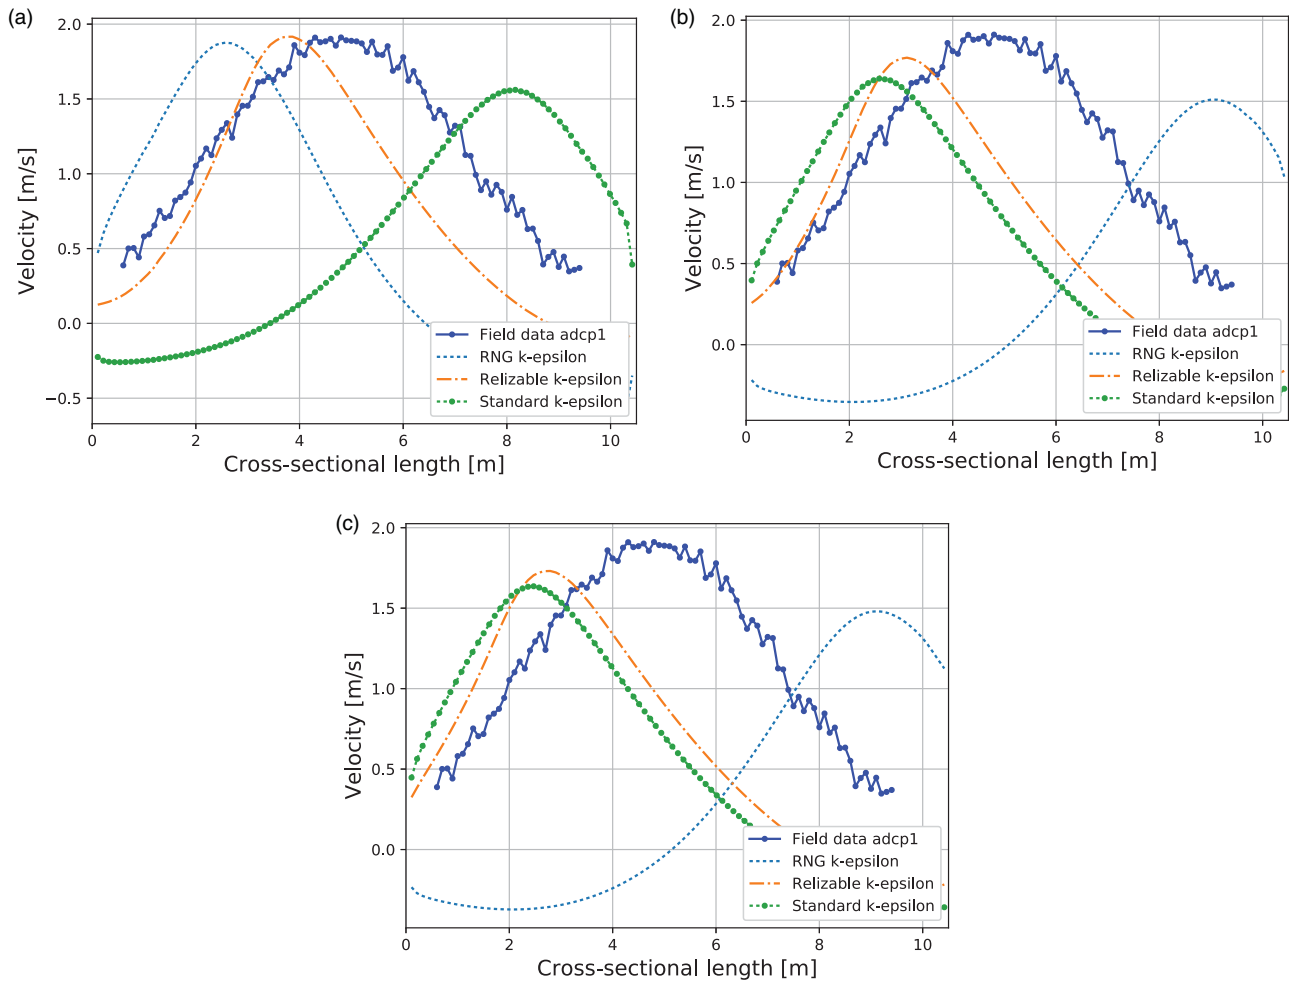 (a)
2.0
1.5
1.0
0.5
0.0
−0.5
Velocity [m/s]
0 2 4 6 8 10
Cross-sectional length [m]
Field data adcp1
RNG k-epsilon
Relizable k-epsilon
Standard k-epsilon
(b)
2.0
1.5
1.0
0.5
0.0
Velocity [m/s]
0 2 4 6 8 10
Cross-sectional length [m]
Field data adcp1
RNG k-epsilon
Relizable k-epsilon
Standard k-epsilon
(c)
2.0
1.5
1.0
0.5
0.0
Velocity [m/s]
0 2 4 6 8 10
Cross-sectional length [m]
Field data adcp1
RNG k-epsilon
Relizable k-epsilon
Standard k-epsilon